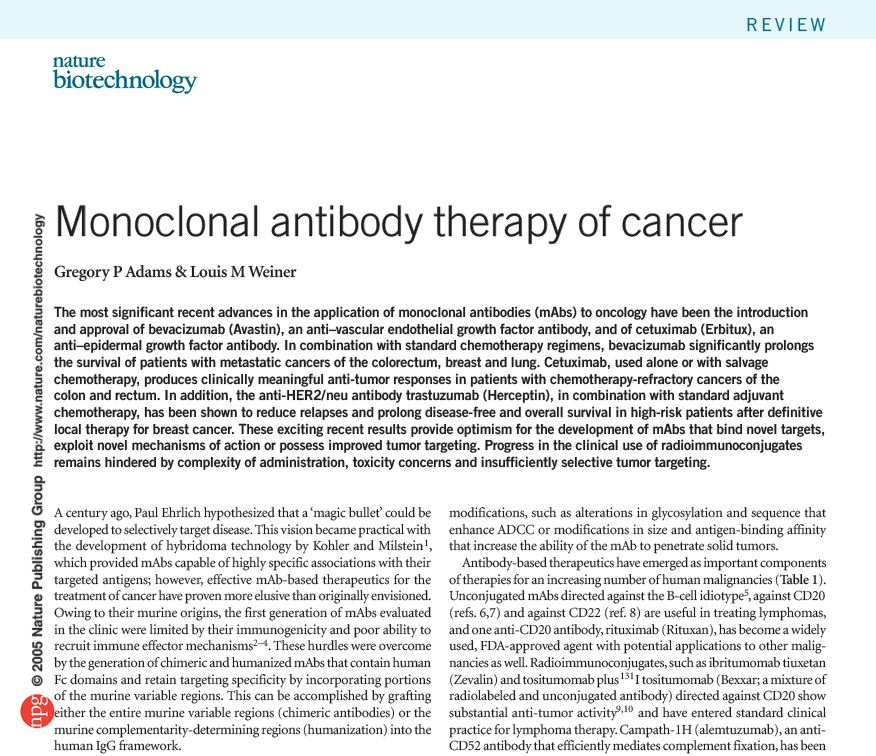 REVIEW
nature
biotechnology
Monoclonal antibody therapy of cancer
Gregory P Adams & Louis M Weiner
The most significant recent advances in the application of monoclonal antibodies (mAbs) to oncology have been the introduction
and approval of bevacizumab (Avastin), an anti–vascular endothelial growth factor antibody, and of cetuximab (Erbitux), an
anti–epidermal growth factor antibody. In combination with standard chemotherapy regimens, bevacizumab significantly prolongs
the survival of patients with metastatic cancers of the colorectum, breast and lung. Cetuximab, used alone or with salvage
chemotherapy, produces clinically meaningful anti-tumor responses in patients with chemotherapy-refractory cancers of the
colon and rectum. In addition, the anti-HER2/neu antibody trastuzumab (Herceptin), in combination with standard adjuvant
chemotherapy, has been shown to reduce relapses and prolong disease-free and overall survival in high-risk patients after definitive
local therapy for breast cancer. These exciting recent results provide optimism for the development of mAbs that bind novel targets,
exploit novel mechanisms of action or possess improved tumor targeting. Progress in the clinical use of radioimmunoconjugates
remains hindered by complexity of administration, toxicity concerns and insufficiently selective tumor targeting.
A century ago, Paul Ehrlich hypothesized that a ‘magic bullet’ could be
developed to selectively target disease. This vision became practical with
the development of hybridoma technology by Kohler and Milstein1,
which provided mAbs capable of highly specific associations with their
targeted antigens; however, effective mAb-based therapeutics for the
treatment of cancer have proven more elusive than originally envisioned.
Owing to their murine origins, the first generation of mAbs evaluated
in the clinic were limited by their immunogenicity and poor ability to
recruit immune effector mechanisms2–4. These hurdles were overcome
by the generation of chimeric and humanized mAbs that contain human
Fc domains and retain targeting specificity by incorporating portions
of the murine variable regions. This can be accomplished by grafting
either the entire murine variable regions (chimeric antibodies) or the
murine complementarity-determining regions (humanization) into the
human IgG framework.
modifications, such as alterations in glycosylation and sequence that
enhance ADCC or modifications in size and antigen-binding affinity
that increase the ability of the mAb to penetrate solid tumors.
Antibody-based therapeutics have emerged as important components
of therapies for an increasing number of human malignancies (Table 1).
Unconjugated mAbs directed against the B-cell idiotype5, against CD20
(refs. 6,7) and against CD22 (ref. 8) are useful in treating lymphomas,
and one anti-CD20 antibody, rituximab (Rituxan), has become a widely
used, FDA-approved agent with potential applications to other malig-
nancies as well. Radioimmunoconjugates, such as ibritumomab tiuxetan
(Zevalin) and tositumomab plus 131I tositumomab (Bexxar; a mixture of
radiolabeled and unconjugated antibody) directed against CD20 show
substantial anti-tumor activity9,10 and have entered standard clinical
practice for lymphoma therapy. Campath-1H (alemtuzumab), an anti-
CD52 antibody that efficiently mediates complement fixation, has been
npg © 2005 Nature Publishing Group http://www.nature.com/naturebiotechnology